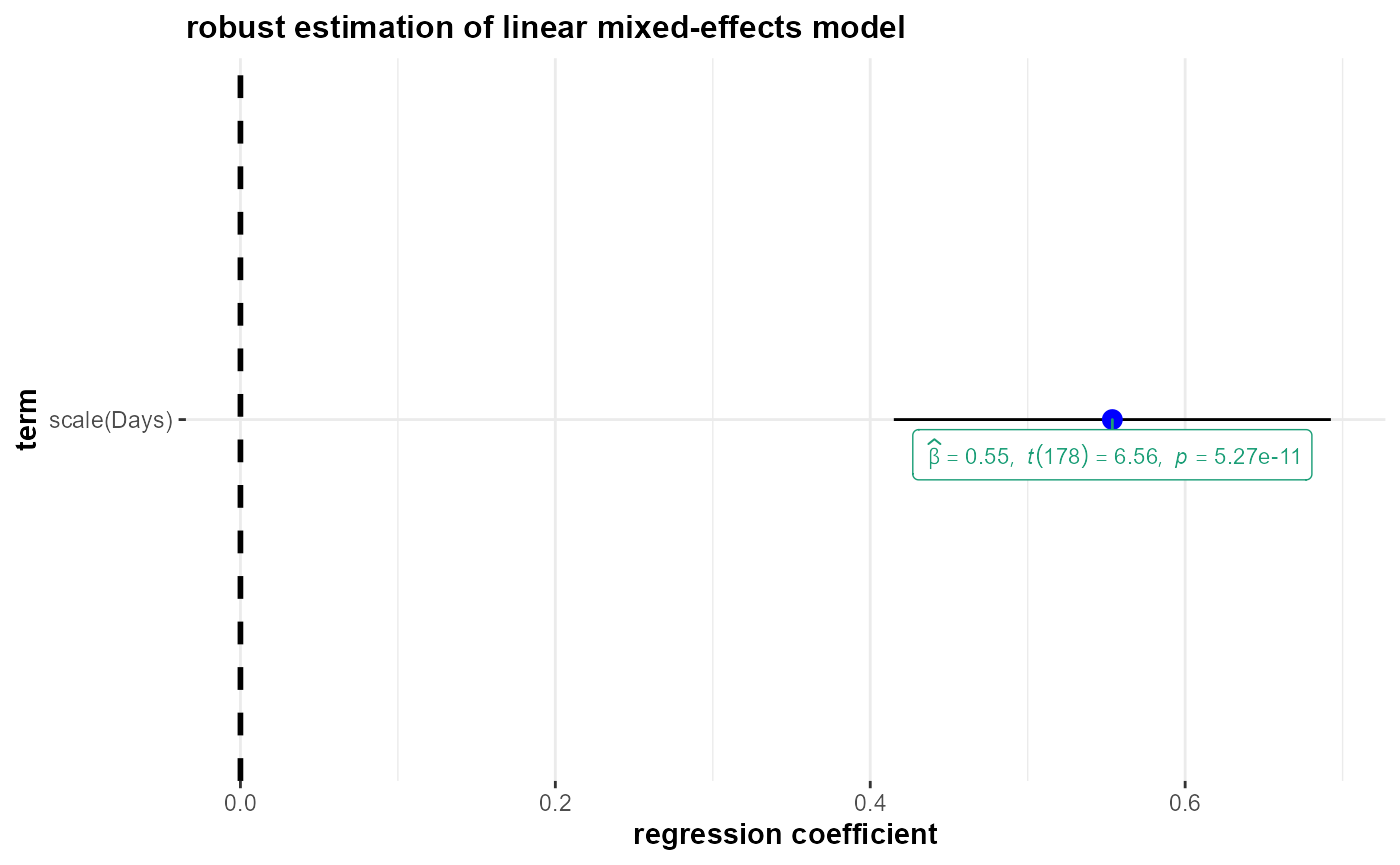 robust estimation of linear mixed-effects model
term
scale(Days)
β̂ = 0.55, t(178) = 6.56, p = 5.27e-11
0.0 0.2 0.4 0.6
regression coefficient